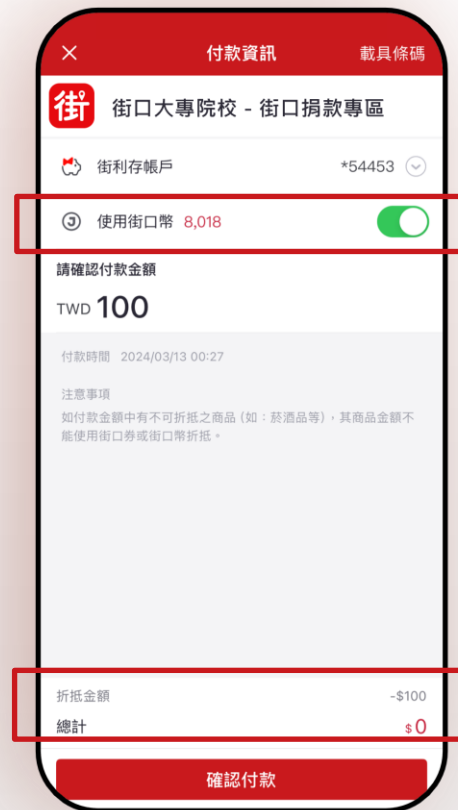 付款資訊
載具條碼
街
街口大專院校 - 街口捐款專區
街利存帳戶
*54453
J 使用街口幣 8,018
請確認付款金額
TWD 100
付款時間 2024/03/13 00:27
注意事項
如付款金額中有不可折抵之商品 (如：菸酒品等)，其商品金額不
能使用街口券或街口幣折抵。
折抵金額 -$100
總計 $ 0
確認付款